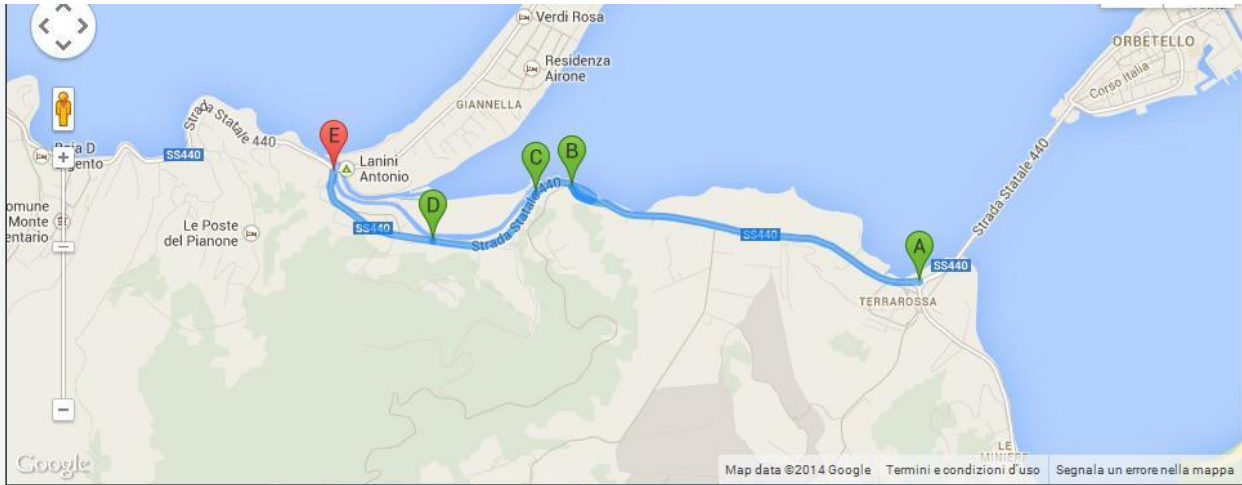 Verdi Rosa
ORBETELLO
Corso Italia
Residenza
Airone
GIANNELLA
Strada Statale 440
E
Lanini
Antonio
C
B
SS440
Strada Statale 440
D
Strada Statale 440
Le Poste
del Pianone
SS440
SS440
A
SS440
TERRAROSSA
LE
MINIERE
Google
Map data ©2014 Google
Termini e condizioni d'uso
Segnala un errore nella mappa